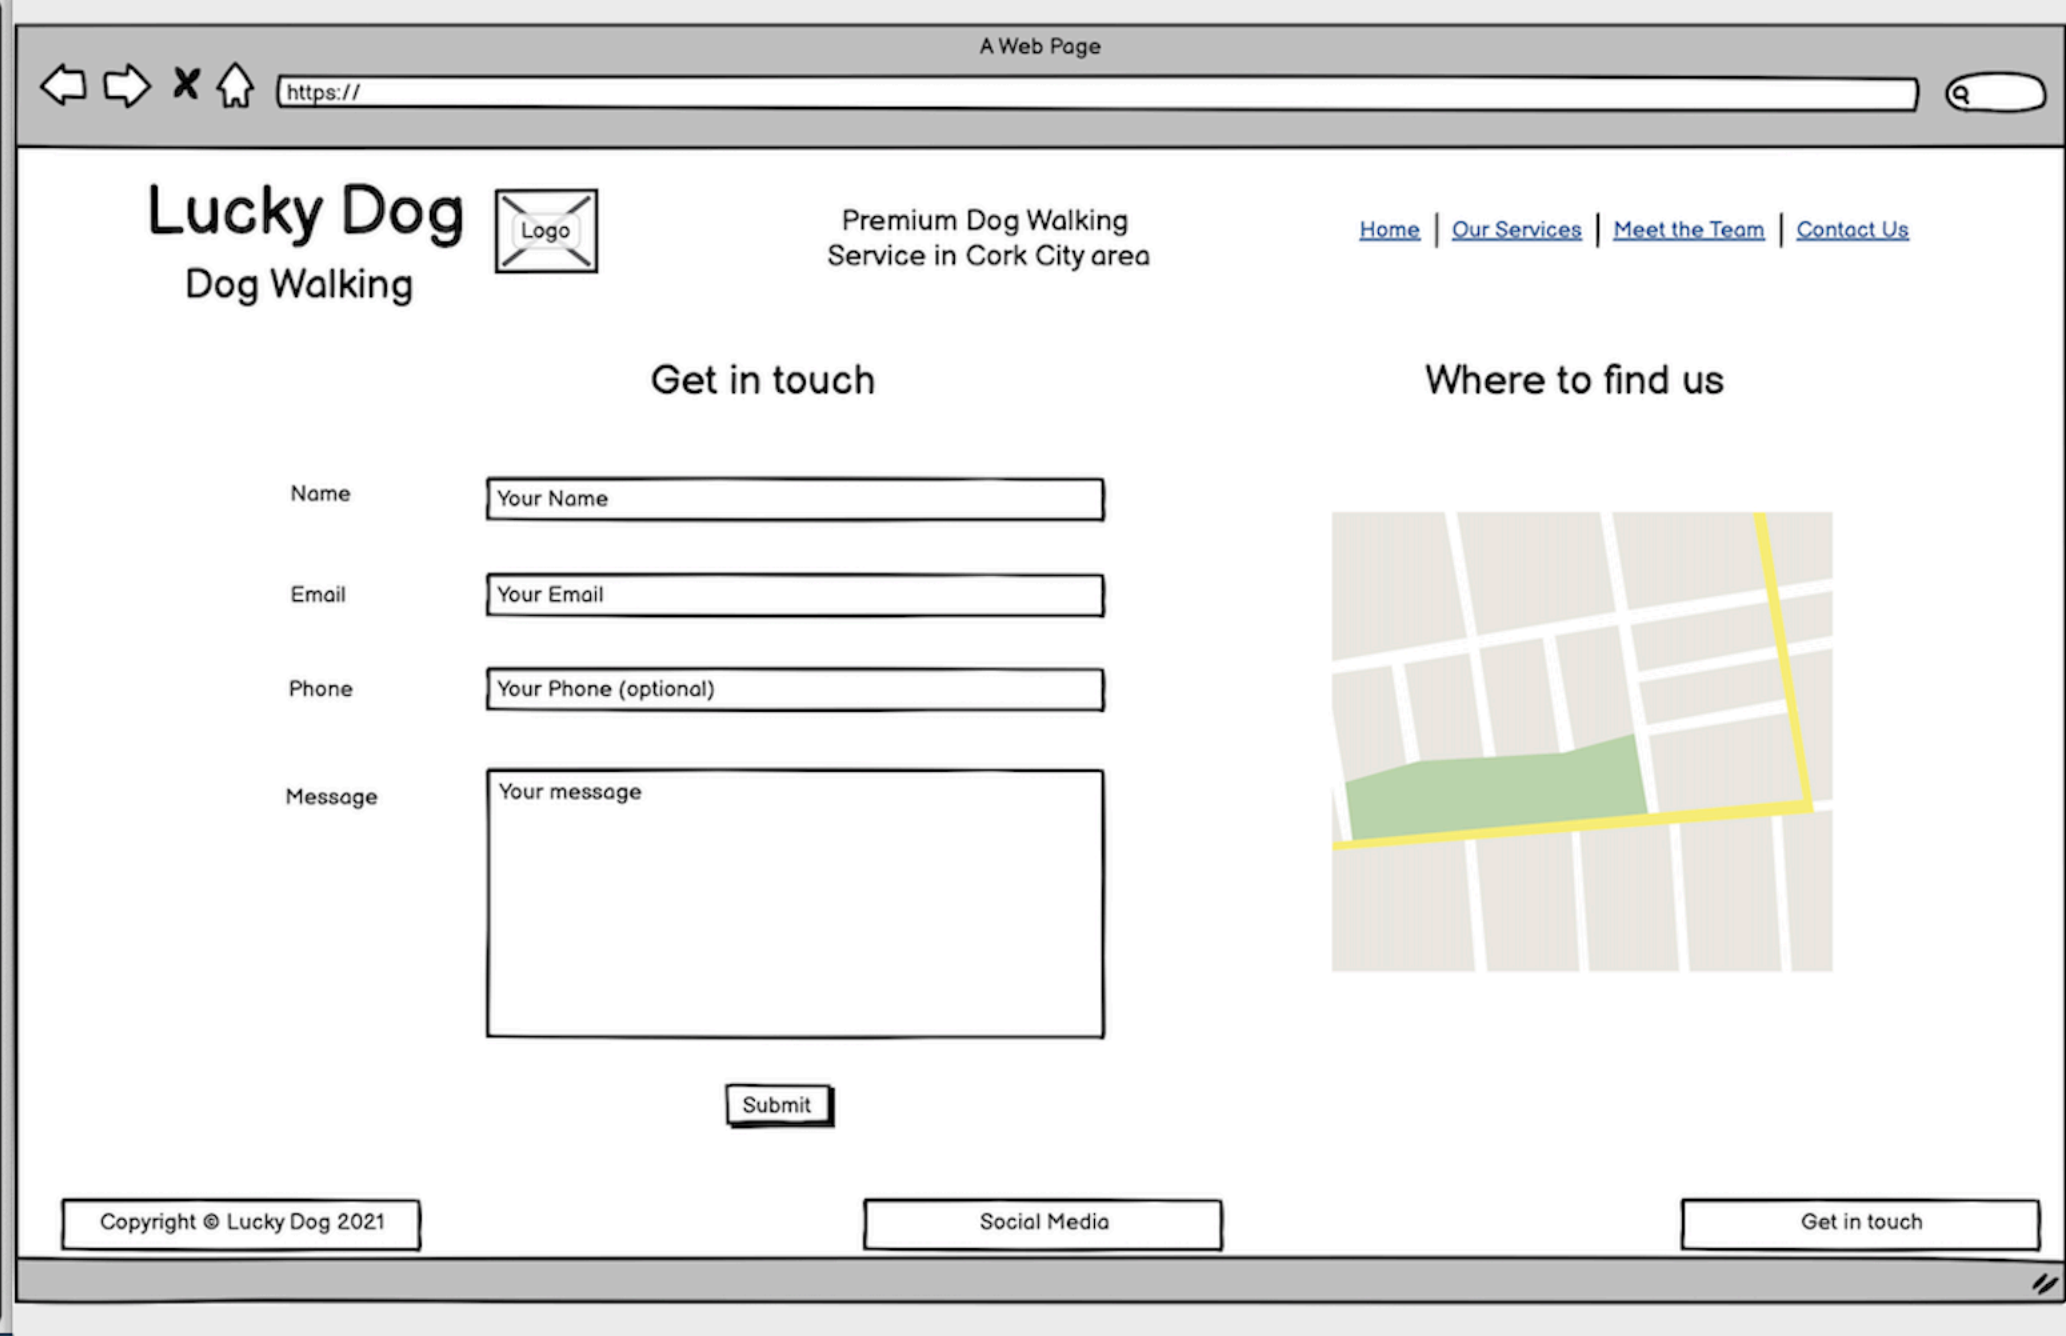 A Web Page
https://
Lucky Dog
Dog Walking
Logo
Premium Dog Walking
Service in Cork City area
Home | Our Services | Meet the Team | Contact Us
Get in touch
Where to find us
Name
Your Name
Email
Your Email
Phone
Your Phone (optional)
Message
Your message
Submit
Copyright © Lucky Dog 2021
Social Media
Get in touch